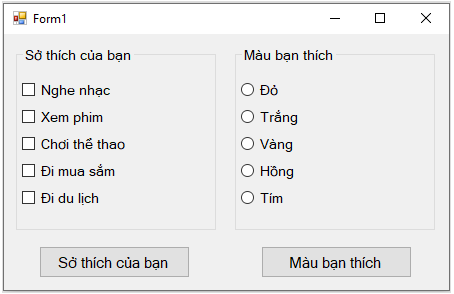 Form1
Sở thích của bạn
Nghe nhạc
Xem phim
Chơi thể thao
Đi mua sắm
Đi du lịch
Màu bạn thích
Đỏ
Trắng
Vàng
Hồng
Tím
Sở thích của bạn
Màu bạn thích